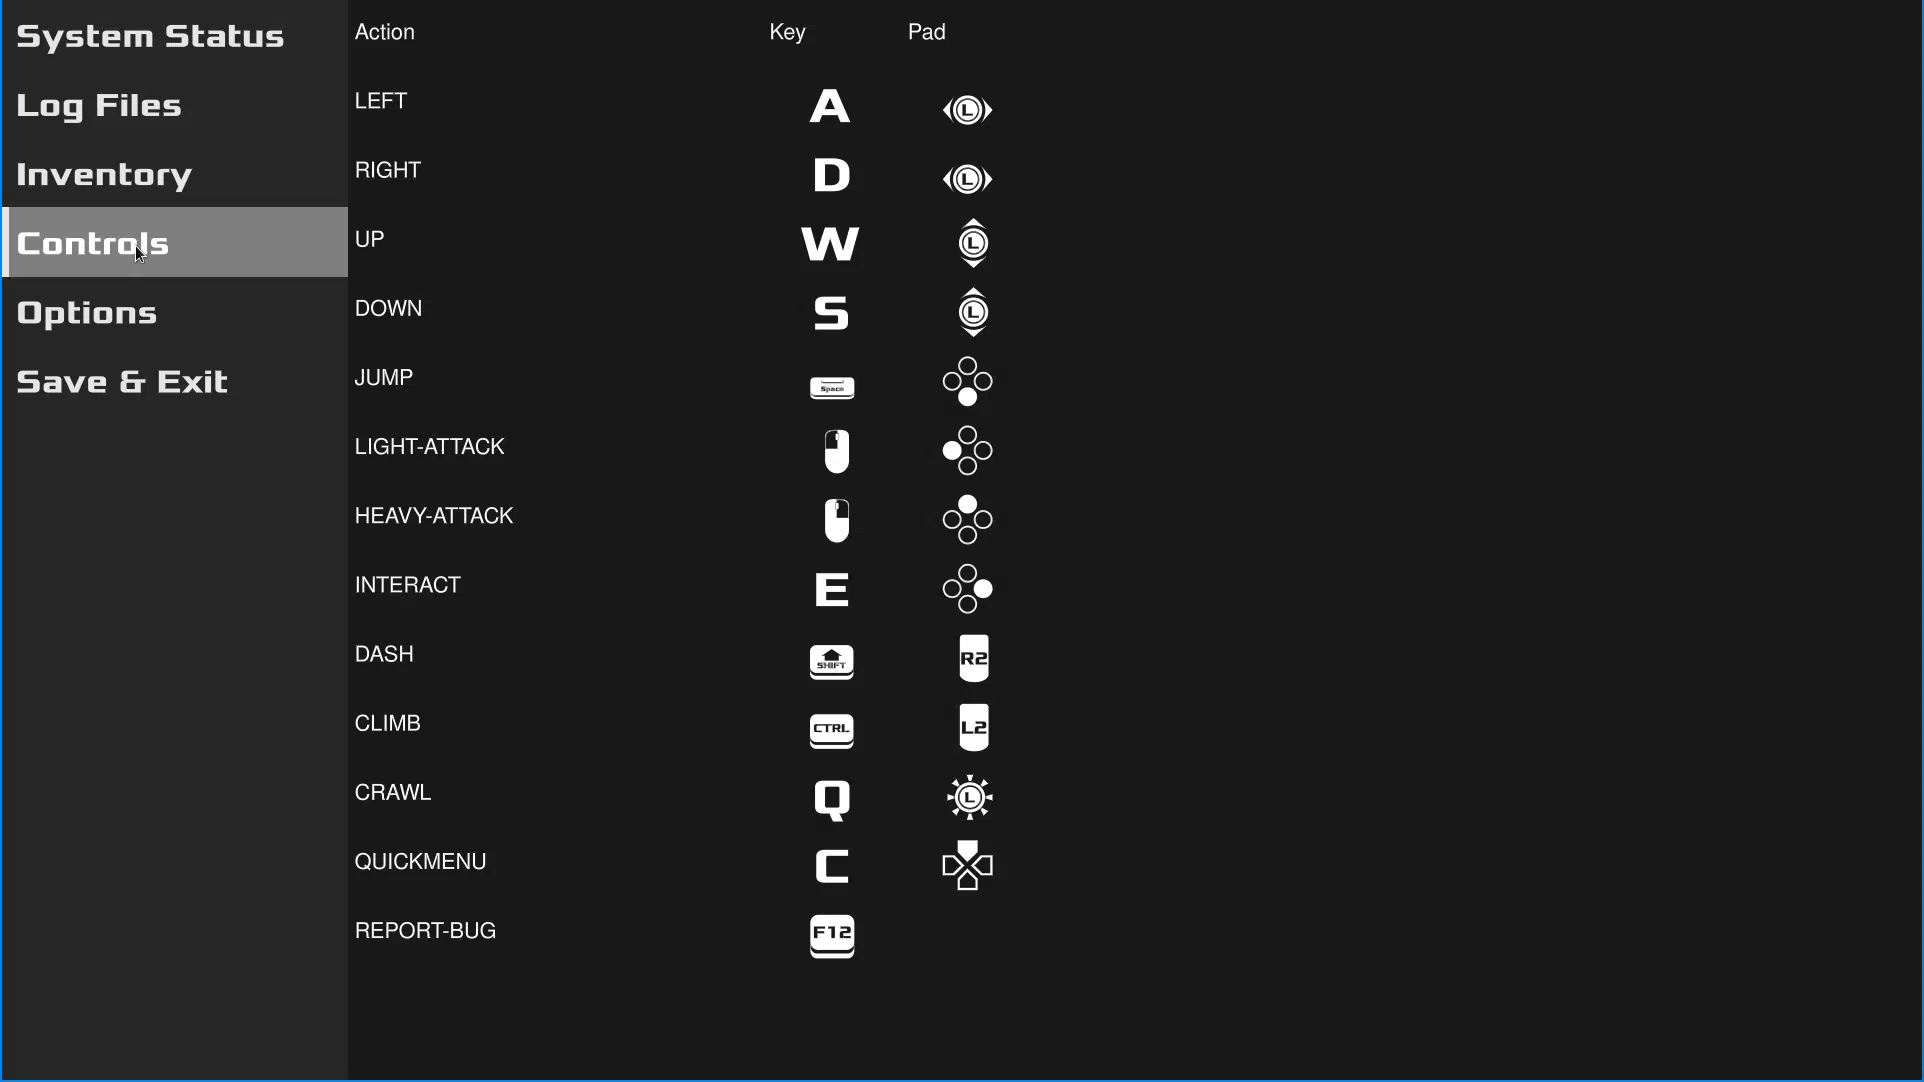 System Status
Log Files
Inventory
Controls
Options
Save & Exit
Action Key Pad
LEFT A L
RIGHT D L
UP W L
DOWN S L
JUMP Space
LIGHT-ATTACK
HEAVY-ATTACK
INTERACT E
DASH SHIFT R2
CLIMB CTRL L2
CRAWL Q L
QUICKMENU C
REPORT-BUG F12